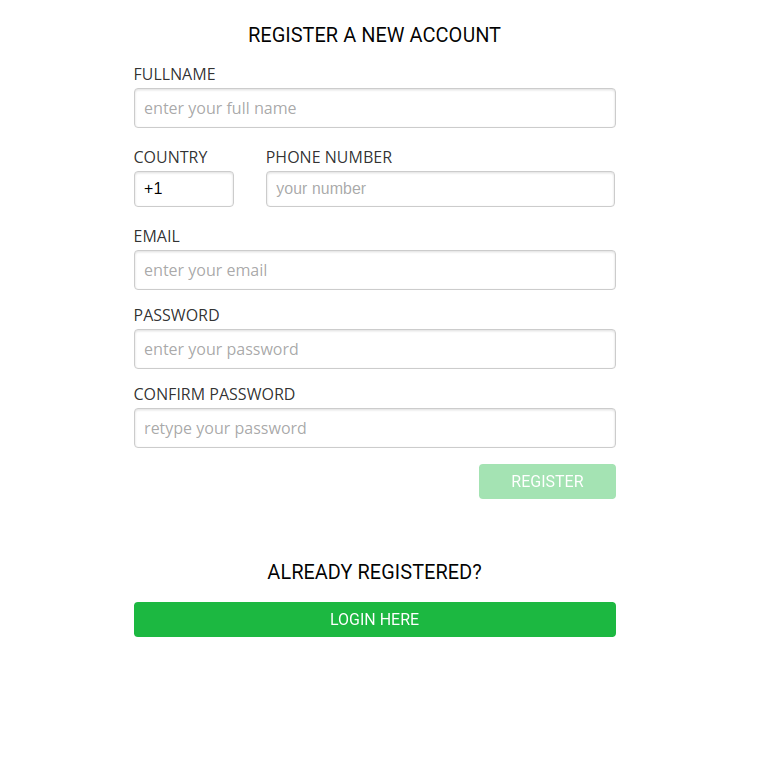 REGISTER A NEW ACCOUNT
FULLNAME
enter your full name
COUNTRY PHONE NUMBER
+1 your number
EMAIL
enter your email
PASSWORD
enter your password
CONFIRM PASSWORD
retype your password
REGISTER
ALREADY REGISTERED?
LOGIN HERE